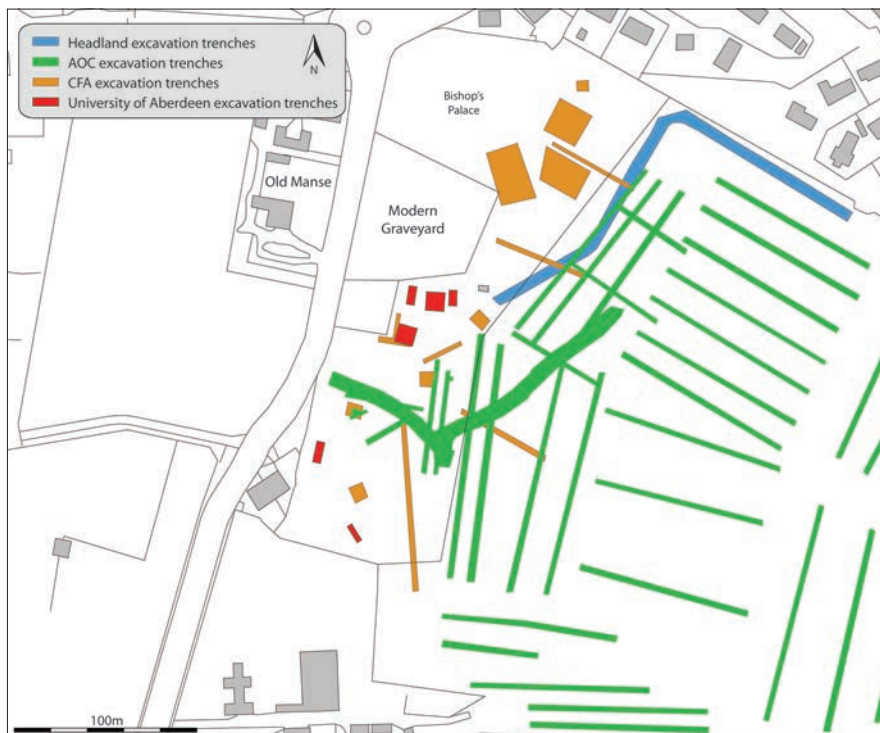 Headland excavation trenches
AOC excavation trenches
CFA excavation trenches
University of Aberdeen excavation trenches
N
Bishop's
Palace
Old Manse
Modern
Graveyard
100m